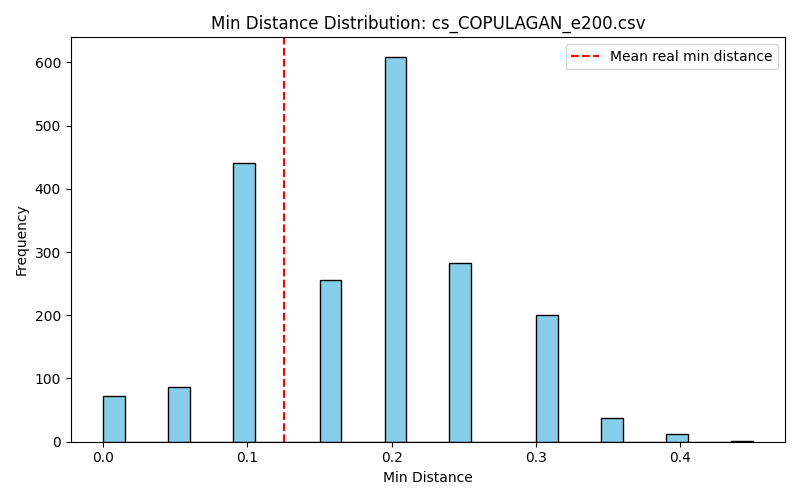 Min Distance Distribution: cs_COPULAGAN_e200.csv
Mean real min distance
Frequency
600
500
400
300
200
100
0
0.0 0.1 0.2 0.3 0.4
Min Distance